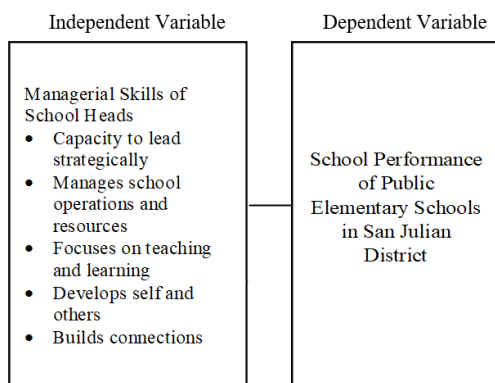 Independent Variable
Dependent Variable
Managerial Skills of
School Heads
• Capacity to lead
strategically
• Manages school
operations and
resources
• Focuses on teaching
and learning
• Develops self and
others
• Builds connections
School Performance
of Public
Elementary Schools
in San Julian
District